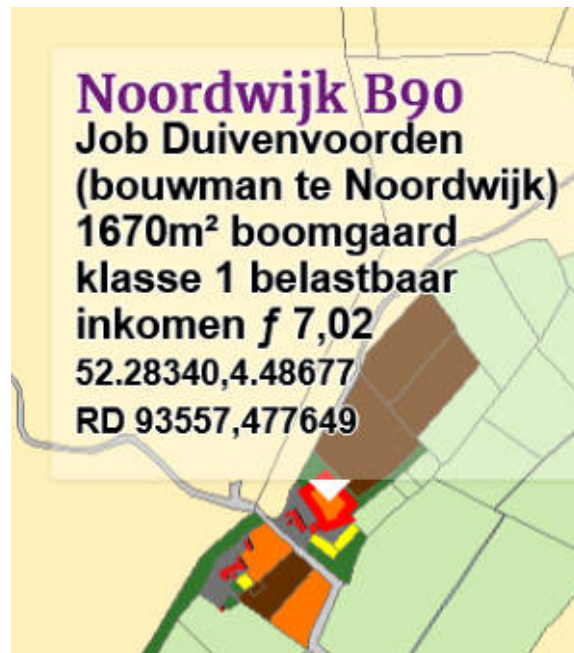 Noordwijk B90
Job Duivenvoorden
(bouwman te Noordwijk)
1670m² boomgaard
klasse 1 belastbaar
inkomen ƒ 7,02
52.28340,4.48677
RD 93557,477649